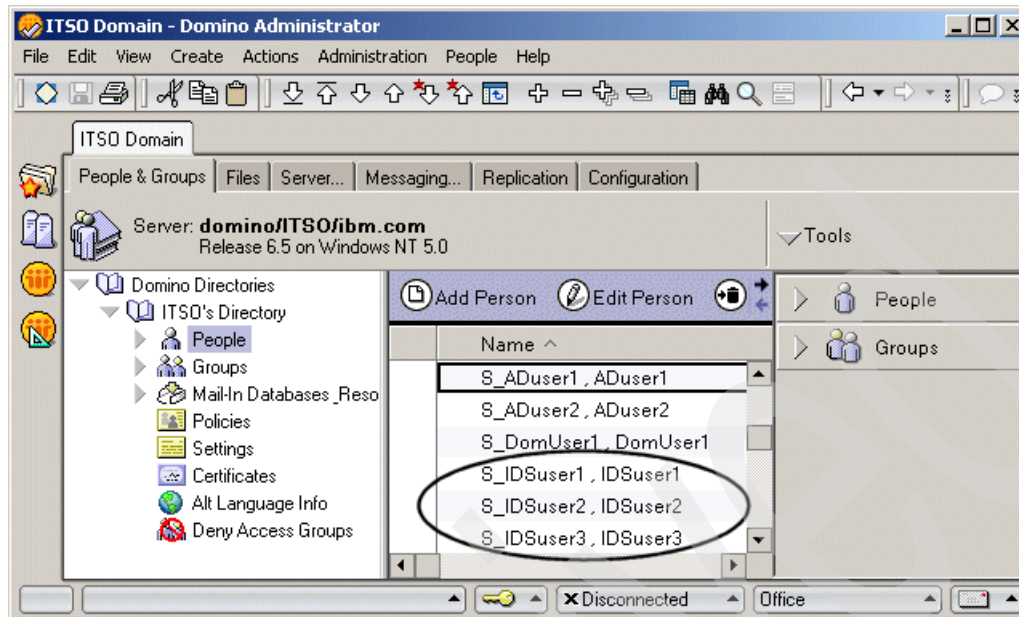 ITSO Domain - Domino Administrator
File Edit View Create Actions Administration People Help
ITSO Domain
People & Groups Files Server... Messaging... Replication Configuration
Server: domino/ITSO/ibm.com
Release 6.5 on Windows NT 5.0
Tools
Domino Directories
ITSO's Directory
People
Groups
Mail-In Databases_Reso
Policies
Settings
Certificates
Alt Language Info
Deny Access Groups
Add Person Edit Person
Name
S_ADuser1 , ADuser1
S_ADuser2 , ADuser2
S_DomUser1 , DomUser1
S_IDSuser1 , IDSuser1
S_IDSuser2 , IDSuser2
S_IDSuser3 , IDSuser3
People
Groups
Disconnected Office